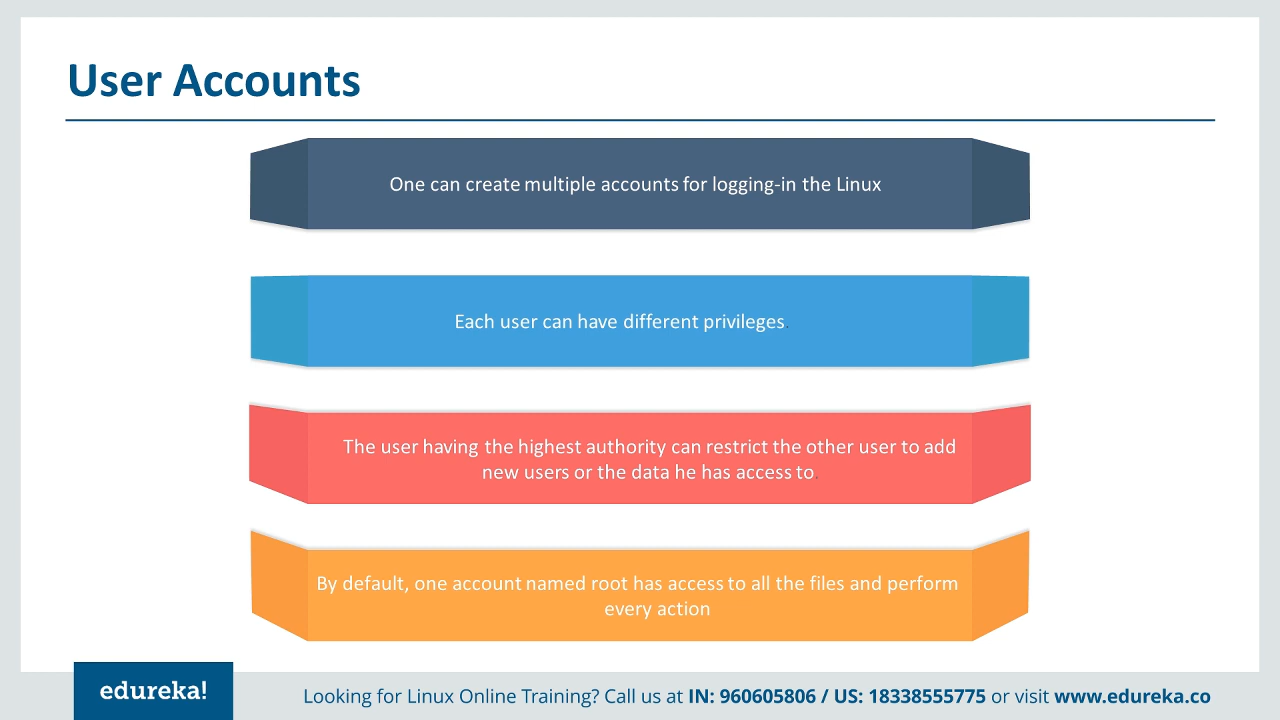 User Accounts
One can create multiple accounts for logging-in the Linux
Each user can have different privileges.
The user having the highest authority can restrict the other user to add
new users or the data he has access to.
By default, one account named root has access to all the files and perform
every action
edureka!
Looking for Linux Online Training? Call us at IN: 960605806 / US: 18338555775 or visit www.edureka.co